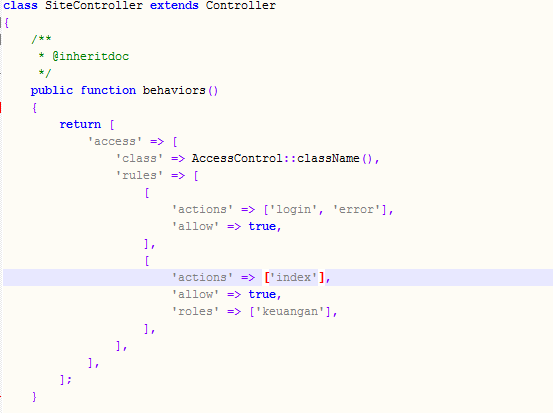 class SiteController extends Controller
{
    /**
     * @inheritdoc
     */
    public function behaviors()
    {
        return [
            'access' => [
                'class' => AccessControl::className(),
                'rules' => [
                    [
                        'actions' => ['login', 'error'],
                        'allow' => true,
                    ],
                    [
                        'actions' => ['index'],
                        'allow' => true,
                        'roles' => ['keuangan'],
                    ],
                ],
            ],
        ];
    }